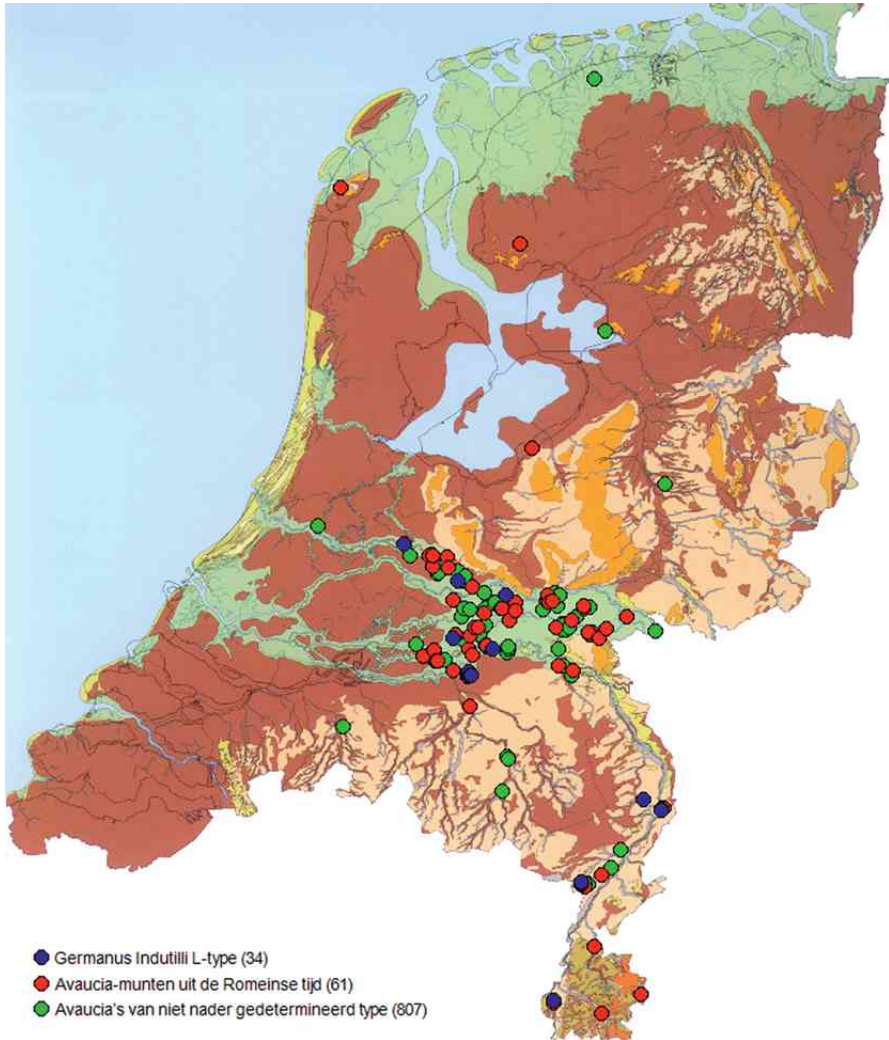 Germanus Indutilli L-type (34)
Avaucia-munten uit de Romeinse tijd (61)
Avaucia's van niet nader gedetermineerd type (807)